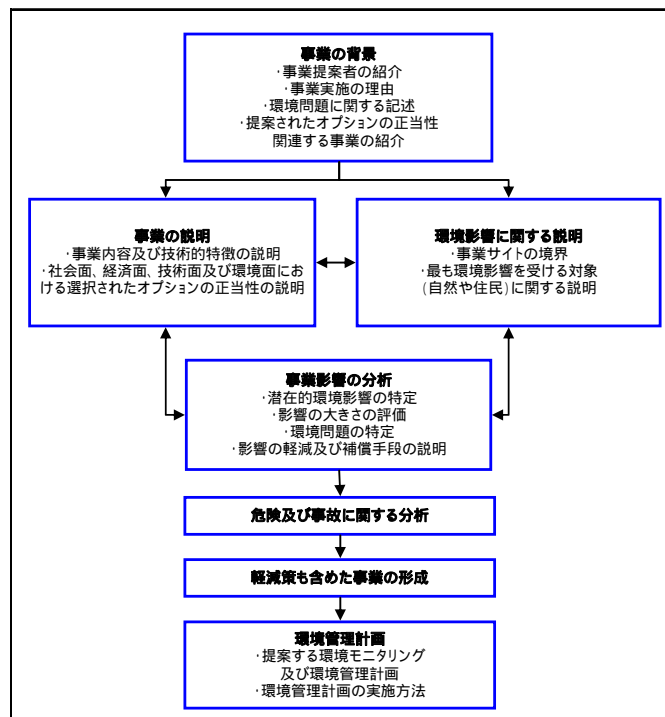 事業の背景
·事業提案者の紹介
·事業実施の理由
·環境問題に関する記述
·提案されたオプションの正当性
関連する事業の紹介
事業の説明
·事業内容及び技術的特徴の説明
·社会面、経済面、技術面及び環境面にお
ける選択されたオプションの正当性の説明
環境影響に関する説明
·事業サイトの境界
·最も環境影響を受ける対象
(自然や住民)に関する説明
事業影響の分析
·潜在的環境影響の特定
·影響の大きさの評価
·環境問題の特定
·影響の軽減及び補償手段の説明
危険及び事故に関する分析
軽減策も含めた事業の形成
環境管理計画
·提案する環境モニタリング
及び環境管理計画
·環境管理計画の実施方法